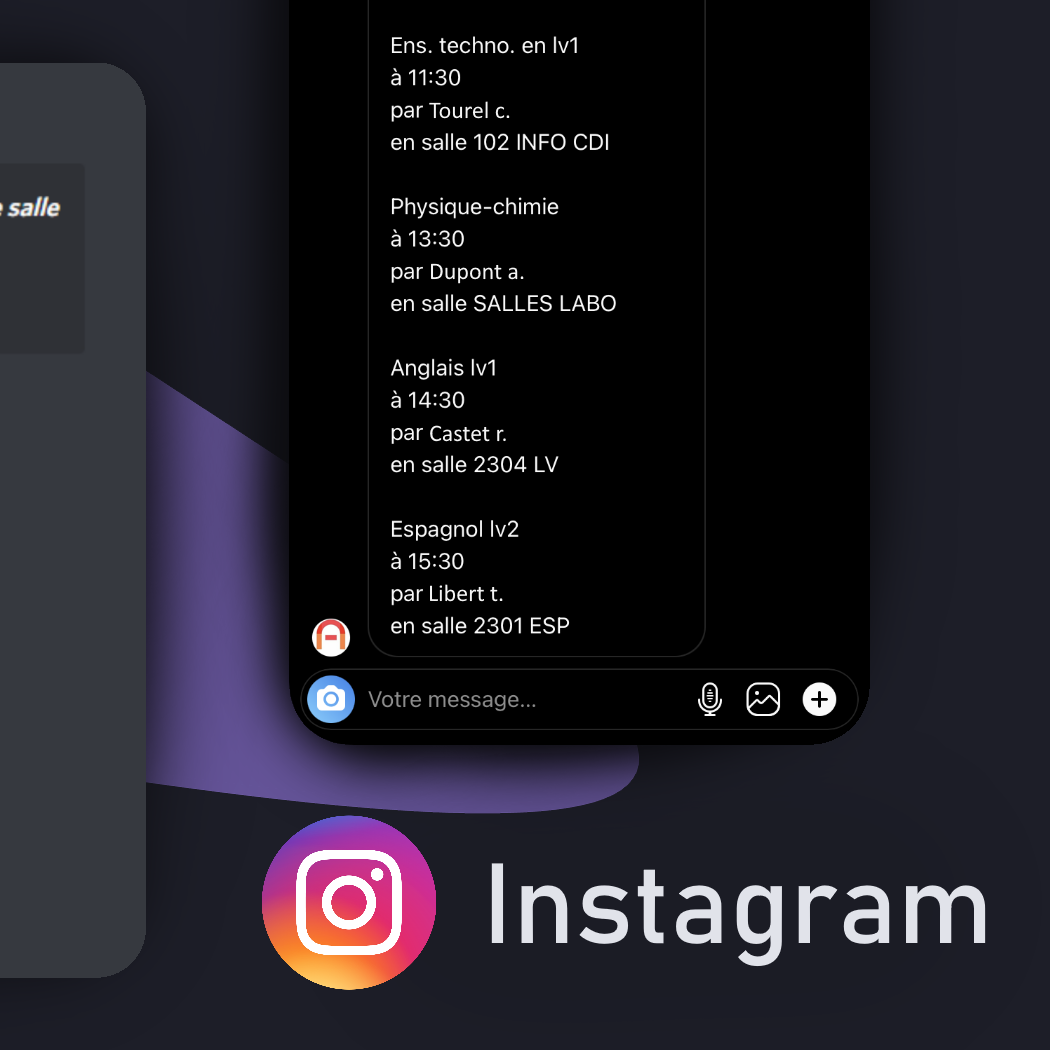 e salle
Ens. techno. en lv1
à 11:30
par Tourel c.
en salle 102 INFO CDI
Physique-chimie
à 13:30
par Dupont a.
en salle SALLES LABO
Anglais lv1
à 14:30
par Castet r.
en salle 2304 LV
Espagnol lv2
à 15:30
par Libert t.
en salle 2301 ESP
Votre message...
Instagram